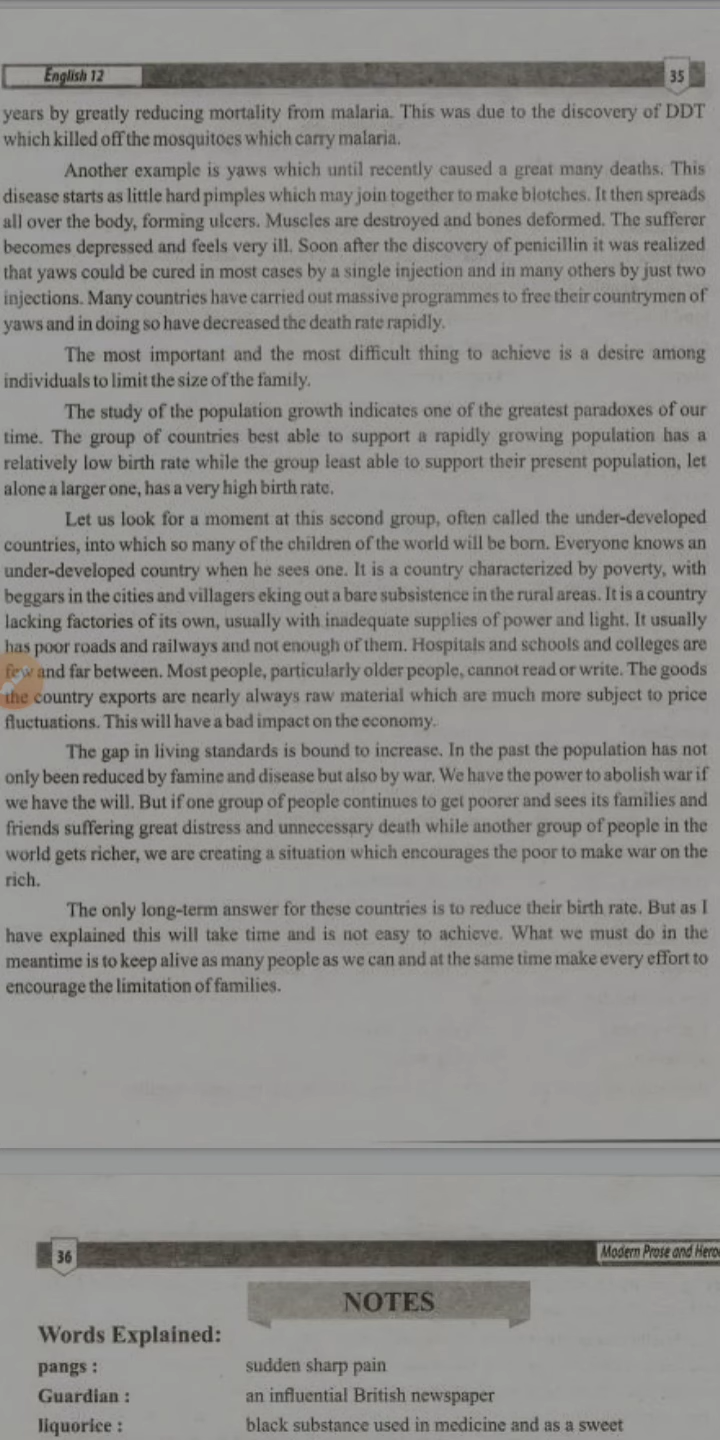 English 12
35
years by greatly reducing mortality from malaria. This was due to the discovery of DDT
which killed off the mosquitoes which carry malaria.
Another example is yaws which until recently caused a great many deaths. This
disease starts as little hard pimples which may join together to make blotches. It then spreads
all over the body, forming ulcers. Muscles are destroyed and bones deformed. The sufferer
becomes depressed and feels very ill. Soon after the discovery of penicillin it was realized
that yaws could be cured in most cases by a single injection and in many others by just two
injections. Many countries have carried out massive programmes to free their countrymen of
yaws and in doing so have decreased the death rate rapidly.
The most important and the most difficult thing to achieve is a desire among
individuals to limit the size of the family.
The study of the population growth indicates one of the greatest paradoxes of our
time. The group of countries best able to support a rapidly growing population has a
relatively low birth rate while the group least able to support their present population, let
alone a larger one, has a very high birth rate.
Let us look for a moment at this second group, often called the under-developed
countries, into which so many of the children of the world will be born. Everyone knows an
under-developed country when he sees one. It is a country characterized by poverty, with
beggars in the cities and villagers eking out a bare subsistence in the rural areas. It is a country
lacking factories of its own, usually with inadequate supplies of power and light. It usually
has poor roads and railways and not enough of them. Hospitals and schools and colleges are
few and far between. Most people, particularly older people, cannot read or write. The goods
the country exports are nearly always raw material which are much more subject to price
fluctuations. This will have a bad impact on the economy.
The gap in living standards is bound to increase. In the past the population has not
only been reduced by famine and disease but also by war. We have the power to abolish war if
we have the will. But if one group of people continues to get poorer and sees its families and
friends suffering great distress and unnecessary death while another group of people in the
world gets richer, we are creating a situation which encourages the poor to make war on the
rich.
The only long-term answer for these countries is to reduce their birth rate. But as I
have explained this will take time and is not easy to achieve. What we must do in the
meantime is to keep alive as many people as we can and at the same time make every effort to
encourage the limitation of families.
36
Modern Prose and Hero
NOTES
Words Explained:
pangs : sudden sharp pain
Guardian : an influential British newspaper
liquorice : black substance used in medicine and as a sweet